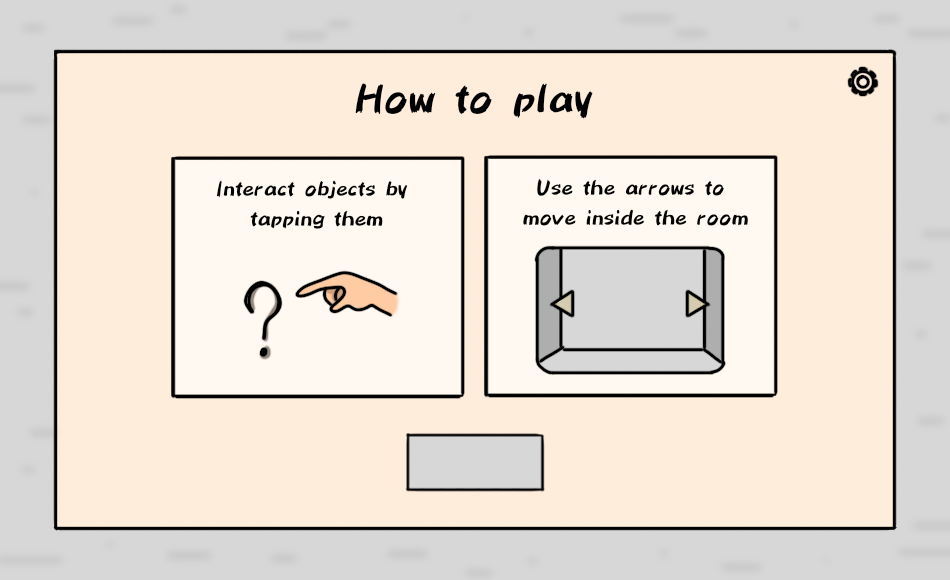 How to play
Interact objects by
tapping them
Use the arrows to
move inside the room